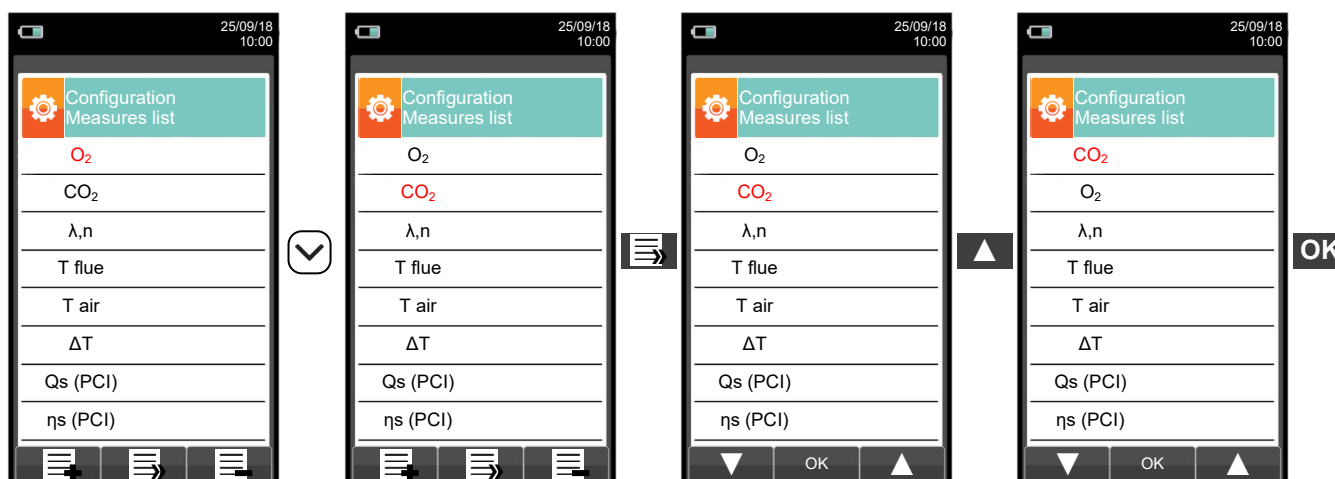 25/09/18
10:00
Configuration
Measures list
O₂
CO₂
λ,n
T flue
T air
ΔT
Qs (PCI)
ηs (PCI)
25/09/18
10:00
Configuration
Measures list
O₂
CO₂
λ,n
T flue
T air
ΔT
Qs (PCI)
ηs (PCI)
25/09/18
10:00
Configuration
Measures list
O₂
CO₂
λ,n
T flue
T air
ΔT
Qs (PCI)
ηs (PCI)
OK
25/09/18
10:00
Configuration
Measures list
CO₂
O₂
λ,n
T flue
T air
ΔT
Qs (PCI)
ηs (PCI)
OK
OK